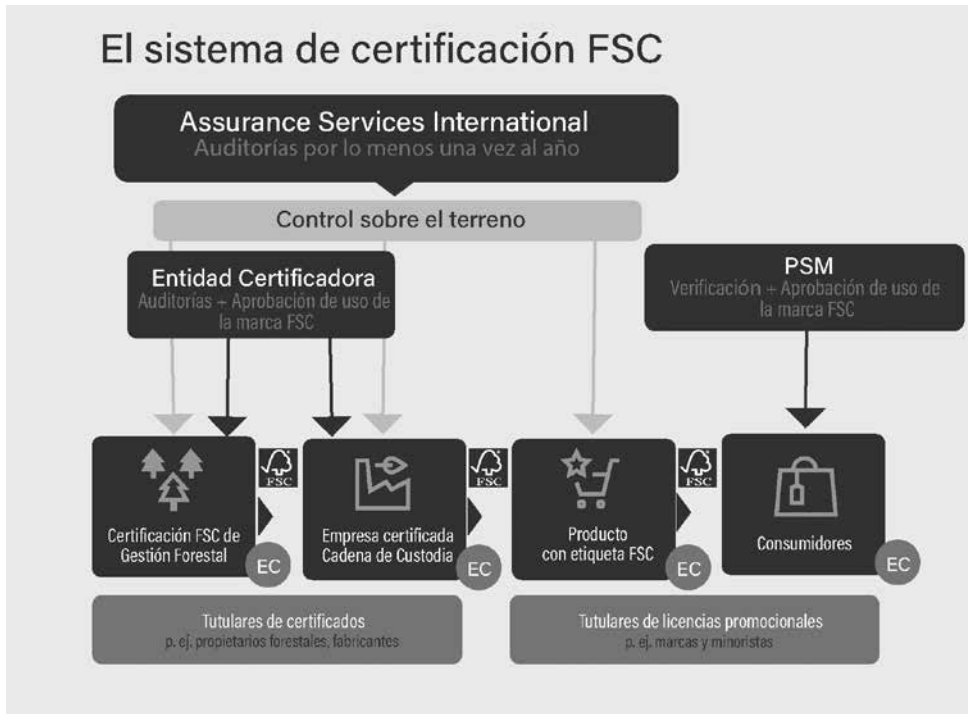 El sistema de certificación FSC
Assurance Services International
Auditorías por lo menos una vez al año
Control sobre el terreno
Entidad Certificadora
Auditorías + Aprobación de uso de
la marca FSC
PSM
Verificación + Aprobación de uso de
la marca FSC
Certificación FSC de
Gestión Forestal
EC
FSC
Empresa certificada
Cadena de Custodia
EC
FSC
Producto
con etiqueta FSC
EC
FSC
Consumidores
EC
Tutulares de certificados
p. ej. propietarios forestales, fabricantes
Tutulares de licencias promocionales
p. ej. marcas y minoristas